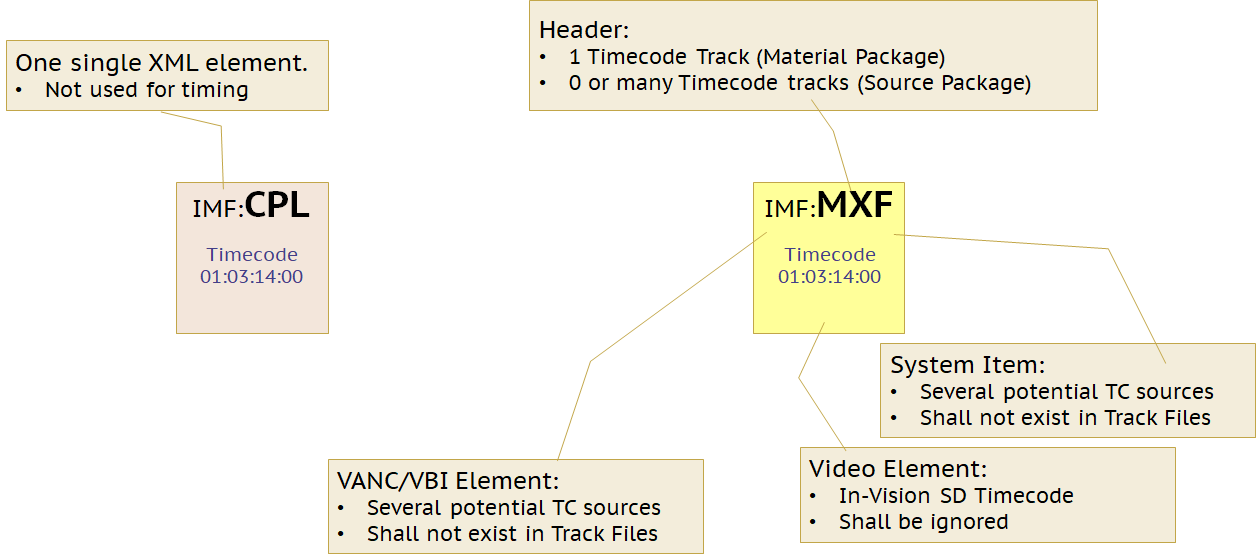 One single XML element.
• Not used for timing
Header:
• 1 Timecode Track (Material Package)
• 0 or many Timecode tracks (Source Package)
IMF:CPL
Timecode
01:03:14:00
IMF:MXF
Timecode
01:03:14:00
System Item:
• Several potential TC sources
• Shall not exist in Track Files
VANC/VBI Element:
• Several potential TC sources
• Shall not exist in Track Files
Video Element:
• In-Vision SD Timecode
• Shall be ignored